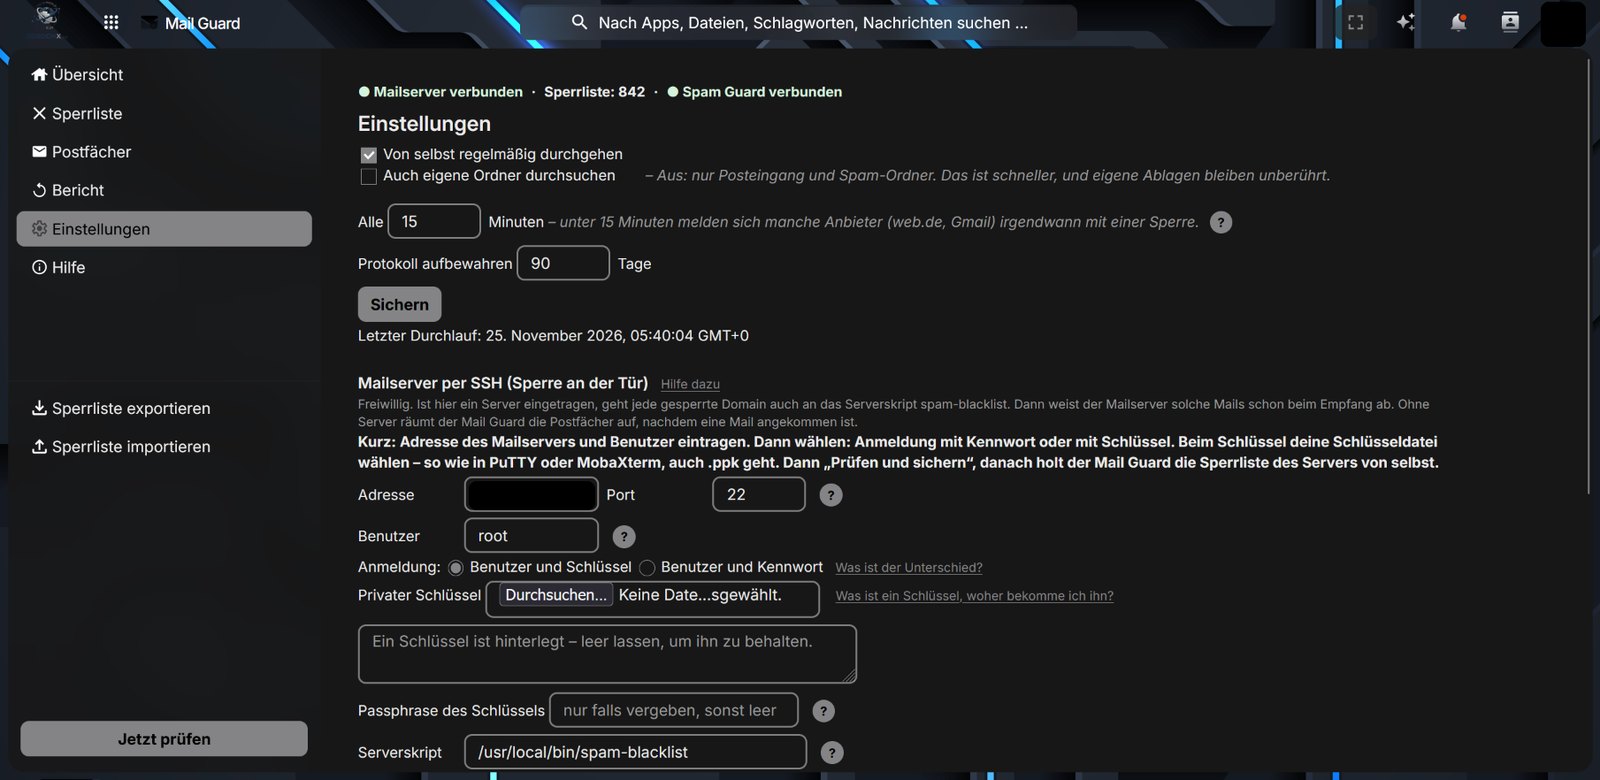 Mail Guard
Nach Apps, Dateien, Schlagworten, Nachrichten suchen ...
Übersicht
Sperrliste
Postfächer
Bericht
Einstellungen
Hilfe
Sperrliste exportieren
Sperrliste importieren
Jetzt prüfen
Mailserver verbunden · Sperrliste: 842 · Spam Guard verbunden
Einstellungen
Von selbst regelmäßig durchgehen
Auch eigene Ordner durchsuchen – Aus: nur Posteingang und Spam-Ordner. Das ist schneller, und eigene Ablagen bleiben unberührt.
Alle 15 Minuten – unter 15 Minuten melden sich manche Anbieter (web.de, Gmail) irgendwann mit einer Sperre. ?
Protokoll aufbewahren 90 Tage
Sichern
Letzter Durchlauf: 25. November 2026, 05:40:04 GMT+0
Mailserver per SSH (Sperre an der Tür) Hilfe dazu
Freiwillig. Ist hier ein Server eingetragen, geht jede gesperrte Domain auch an das Serverskript spam-blacklist. Dann weist der Mailserver solche Mails schon beim Empfang ab. Ohne
Server räumt der Mail Guard die Postfächer auf, nachdem eine Mail angekommen ist.
Kurz: Adresse des Mailservers und Benutzer eintragen. Dann wählen: Anmeldung mit Kennwort oder mit Schlüssel. Beim Schlüssel deine Schlüsseldatei
wählen – so wie in PuTTY oder MobaXterm, auch .ppk geht. Dann „Prüfen und sichern“, danach holt der Mail Guard die Sperrliste des Servers von selbst.
Adresse Port 22 ?
Benutzer root ?
Anmeldung: Benutzer und Schlüssel Benutzer und Kennwort Was ist der Unterschied?
Privater Schlüssel Durchsuchen... Keine Date...sgewählt. Was ist ein Schlüssel, woher bekomme ich ihn?
Ein Schlüssel ist hinterlegt – leer lassen, um ihn zu behalten.
Passphrase des Schlüssels nur falls vergeben, sonst leer ?
Serverskript /usr/local/bin/spam-blacklist ?